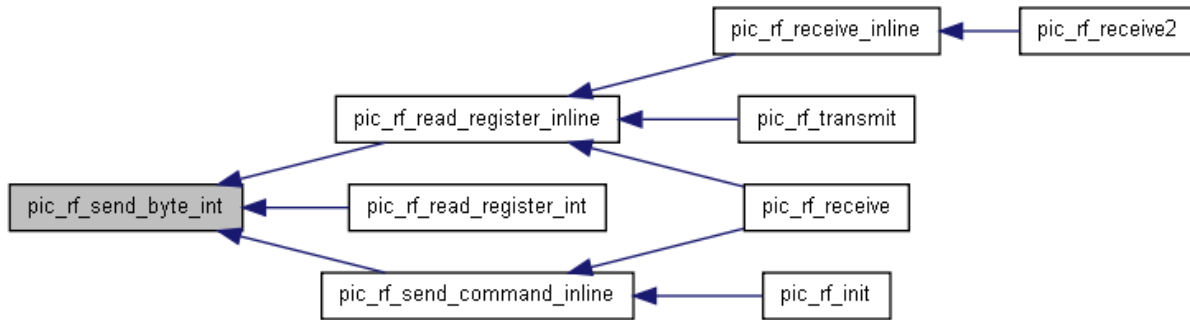 pic_rf_receive_inline
pic_rf_receive2
pic_rf_read_register_inline
pic_rf_transmit
pic_rf_send_byte_int
pic_rf_read_register_int
pic_rf_receive
pic_rf_send_command_inline
pic_rf_init